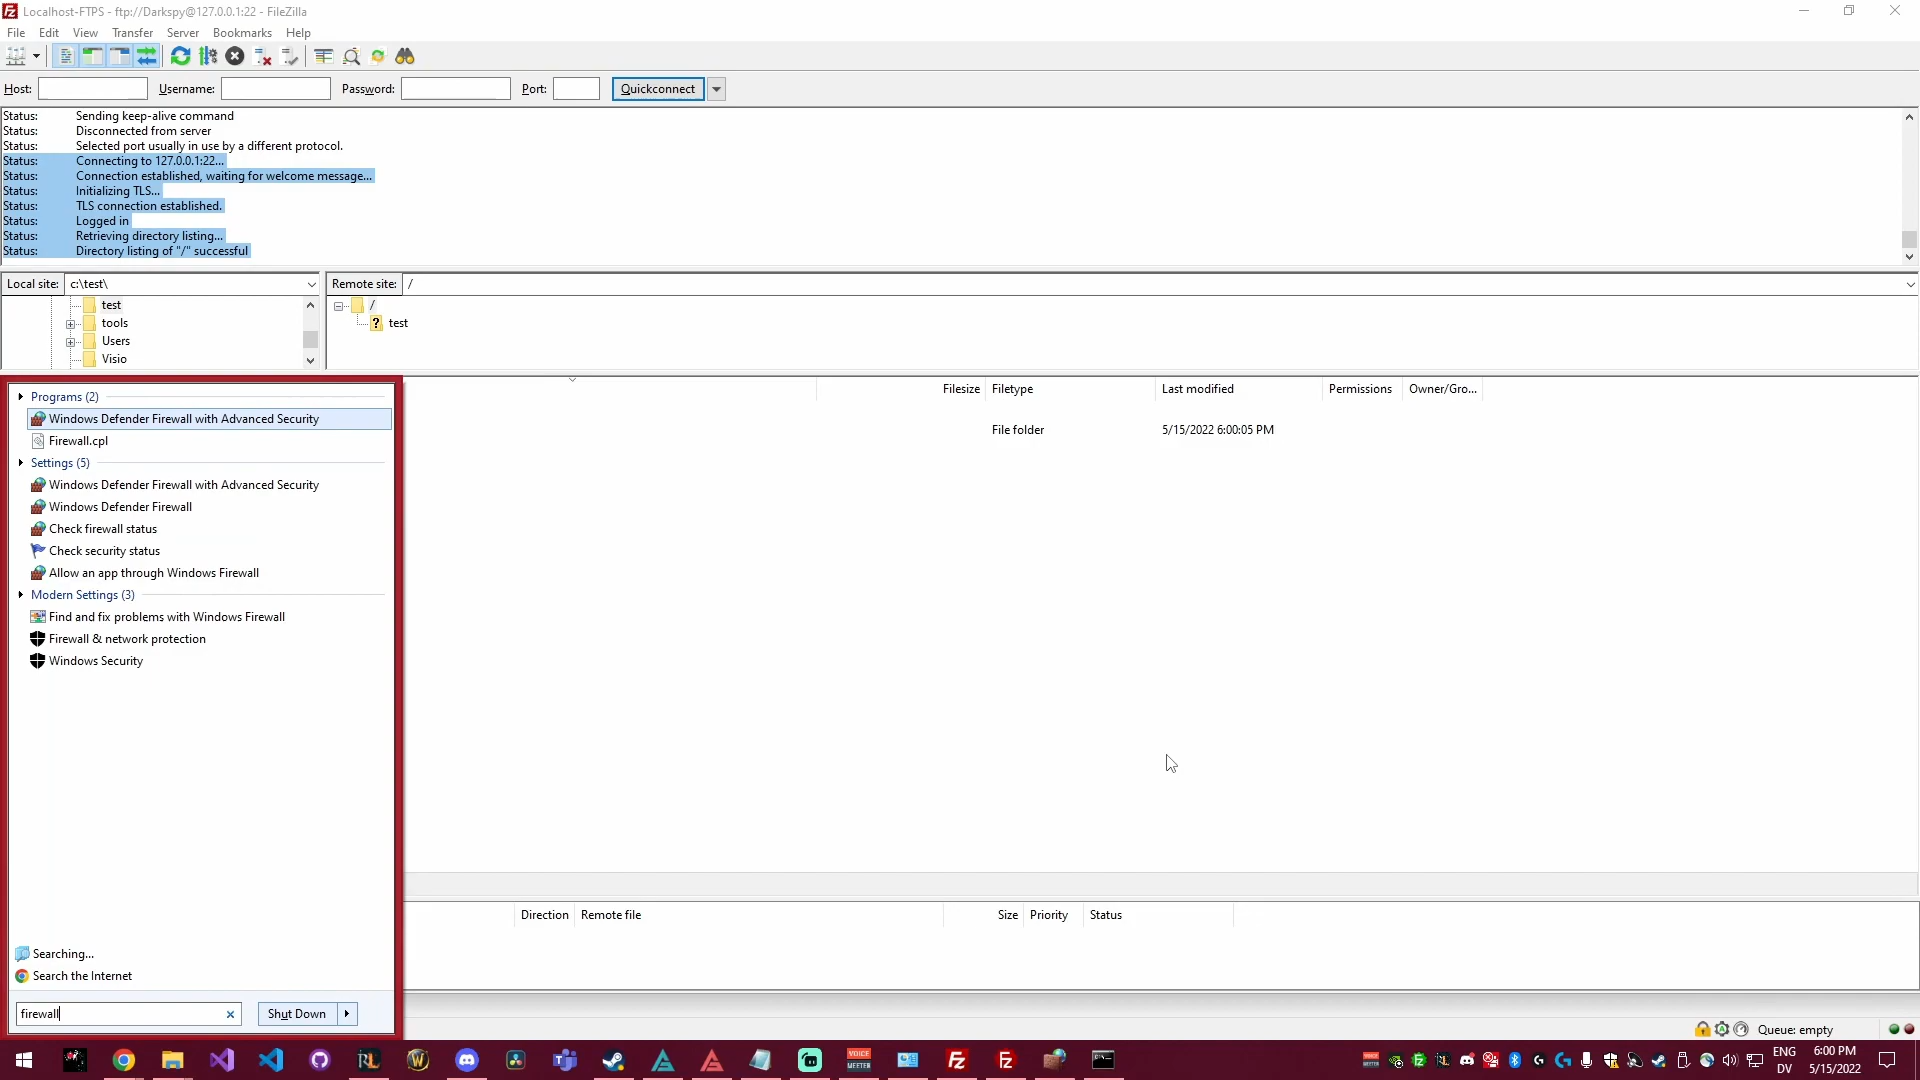 Localhost-FTPS - ftp://Darkspy@127.0.0.1:22 - FileZilla
File Edit View Transfer Server Bookmarks Help
Host: Username: Password: Port: Quickconnect
Status: Sending keep-alive command
Status: Disconnected from server
Status: Selected port usually in use by a different protocol.
Status: Connecting to 127.0.0.1:22...
Status: Connection established, waiting for welcome message...
Status: Initializing TLS...
Status: TLS connection established.
Status: Logged in
Status: Retrieving directory listing...
Status: Directory listing of "/" successful
Local site: c:\test\
test
tools
Users
Visio
Remote site: /
/
? test
Programs (2)
Windows Defender Firewall with Advanced Security
Firewall.cpl
Settings (5)
Windows Defender Firewall with Advanced Security
Windows Defender Firewall
Check firewall status
Check security status
Allow an app through Windows Firewall
Modern Settings (3)
Find and fix problems with Windows Firewall
Firewall & network protection
Windows Security
Searching...
Search the Internet
firewall
Shut Down
Filesize Filetype Last modified Permissions Owner/Gro...
File folder 5/15/2022 6:00:05 PM
Direction Remote file Size Priority Status
Queue: empty
VOICE
MEETER
ENG
DV
6:00 PM
5/15/2022